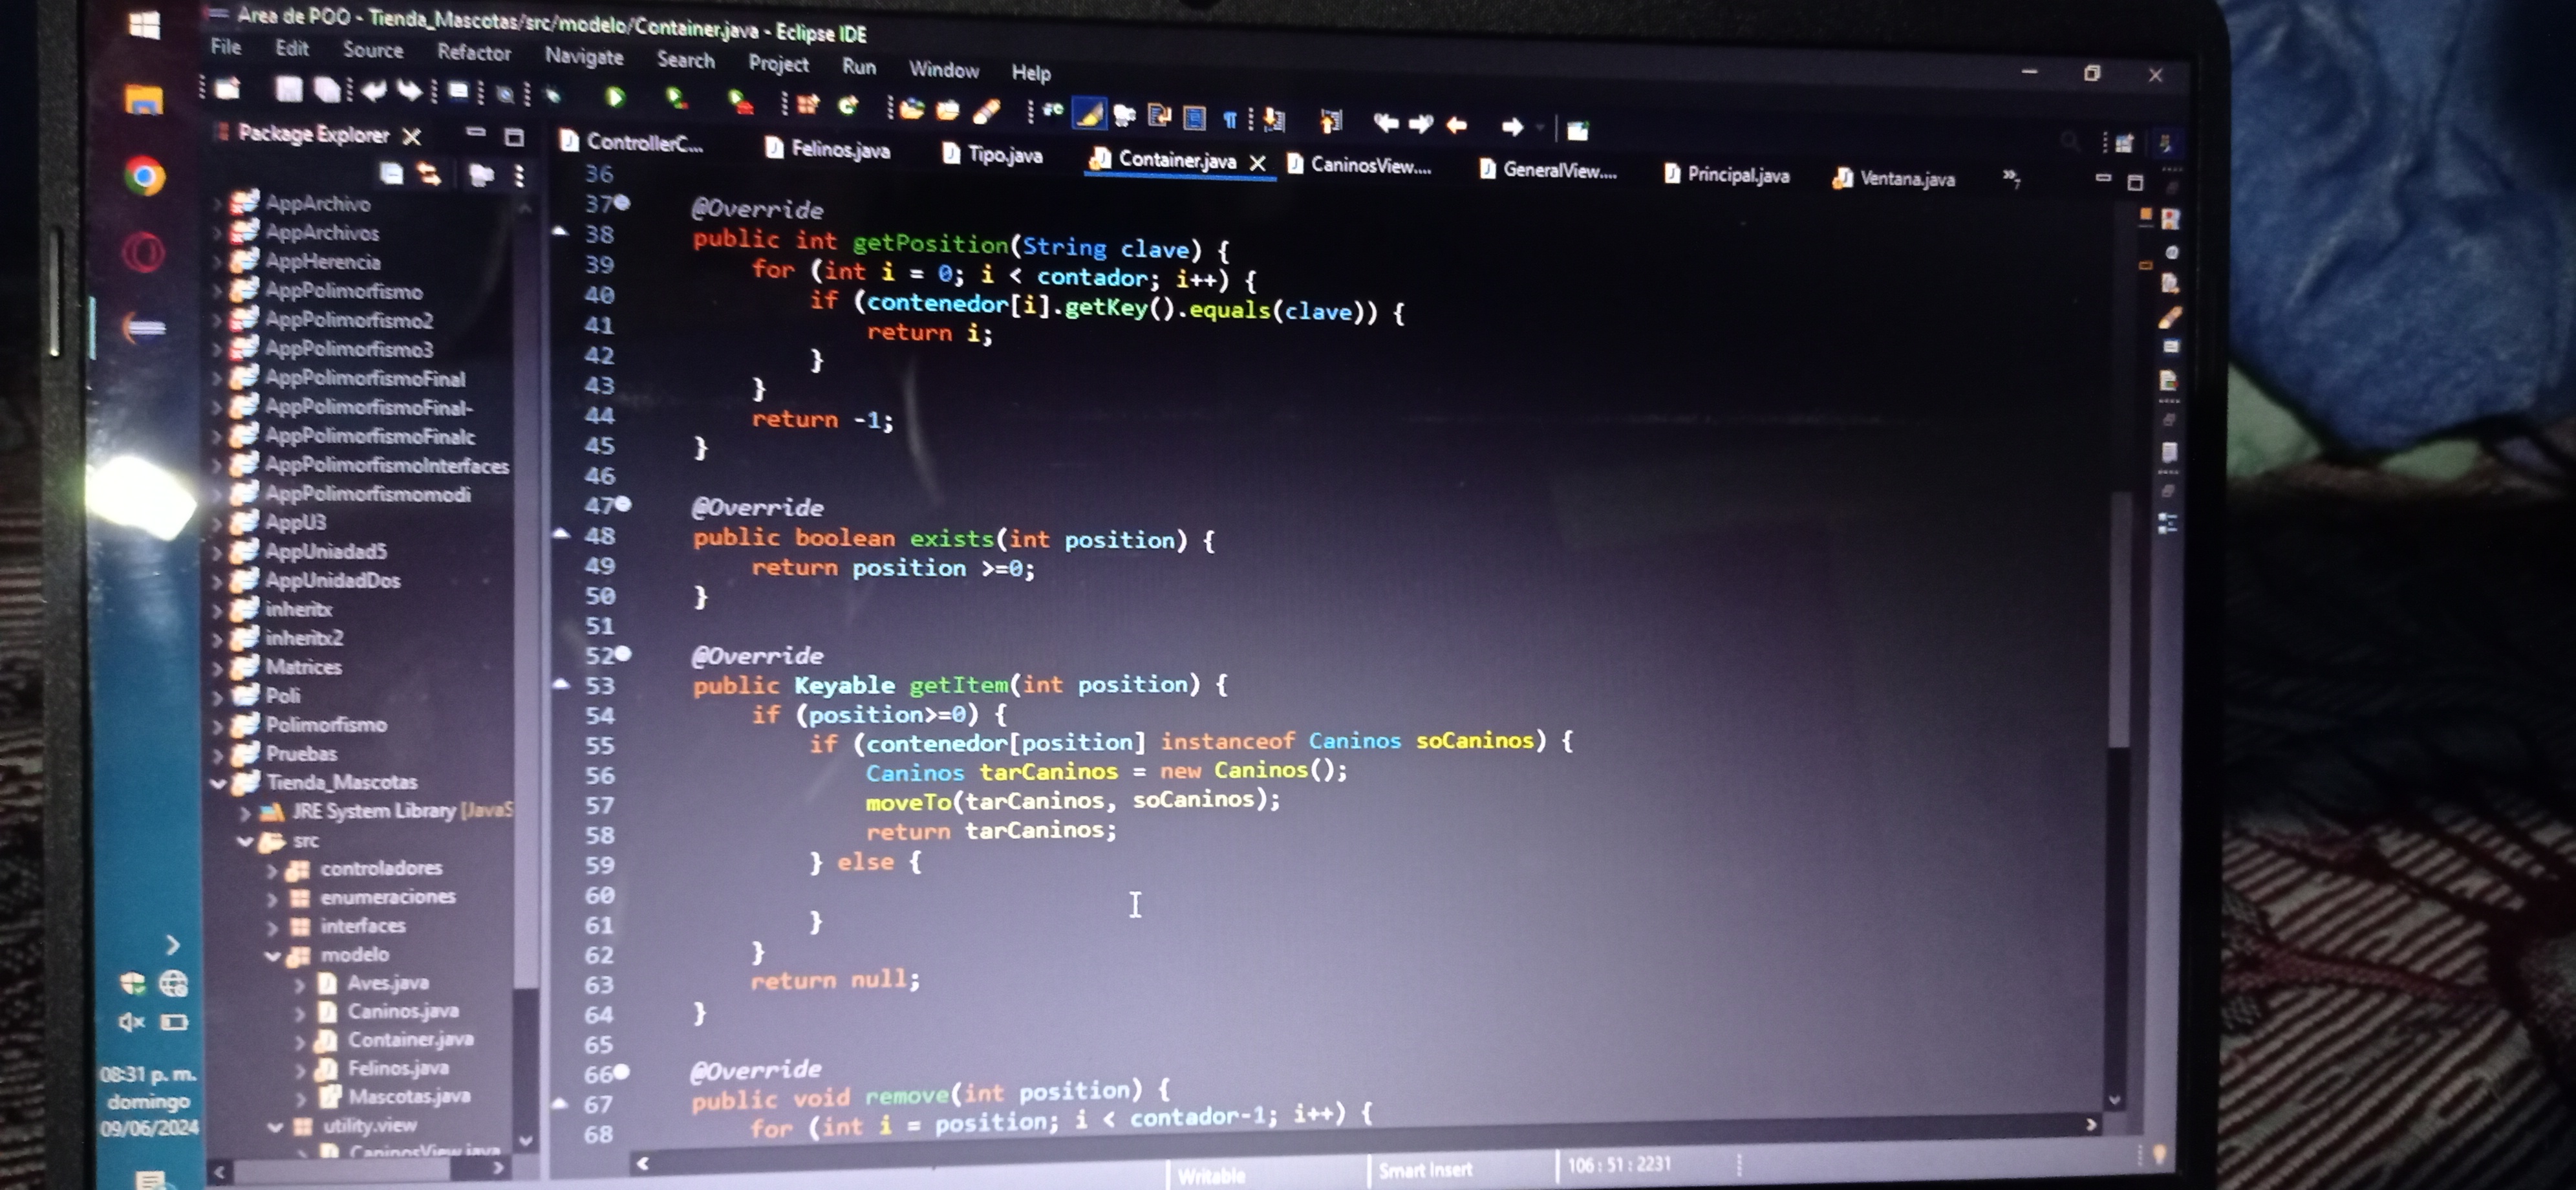 Area de POO - Tienda_Mascotas/src/modelo/Container.java - Eclipse IDE
File Edit Source Refactor Navigate Search Project Run Window Help
Package Explorer
ControllerC... Felinos.java Tipo.java Container.java CaninosView.... GeneralView.... Principal.java Ventana.java »7
AppArchivo
AppArchivos
AppHerencia
AppPolimorfismo
AppPolimorfismo2
AppPolimorfismo3
AppPolimorfismoFinal
AppPolimorfismoFinal-
AppPolimorfismoFinalc
AppPolimorfismoInterfaces
AppPolimorfismomodi
AppU3
AppUniadad5
AppUnidadDos
inheritx
inheritx2
Matrices
Poli
Polimorfismo
Pruebas
Tienda_Mascotas
JRE System Library [JavaS
src
controladores
enumeraciones
interfaces
modelo
Aves.java
Caninos.java
Container.java
Felinos.java
Mascotas.java
utility.view
CaninosView.java
36
37 @Override
38 public int getPosition(String clave) {
39 for (int i = 0; i < contador; i++) {
40 if (contenedor[i].getKey().equals(clave)) {
41 return i;
42 }
43 }
44 return -1;
45 }
46
47 @Override
48 public boolean exists(int position) {
49 return position >=0;
50 }
51
52 @Override
53 public Keyable getItem(int position) {
54 if (position>=0) {
55 if (contenedor[position] instanceof Caninos soCaninos) {
56 Caninos tarCaninos = new Caninos();
57 moveTo(tarCaninos, soCaninos);
58 return tarCaninos;
59 } else {
60
61 }
62 }
63 return null;
64 }
65
66 @Override
67 public void remove(int position) {
68 for (int i = position; i < contador-1; i++) {
Writable Smart Insert 106 : 51 : 2231
08:31 p. m.
domingo
09/06/2024